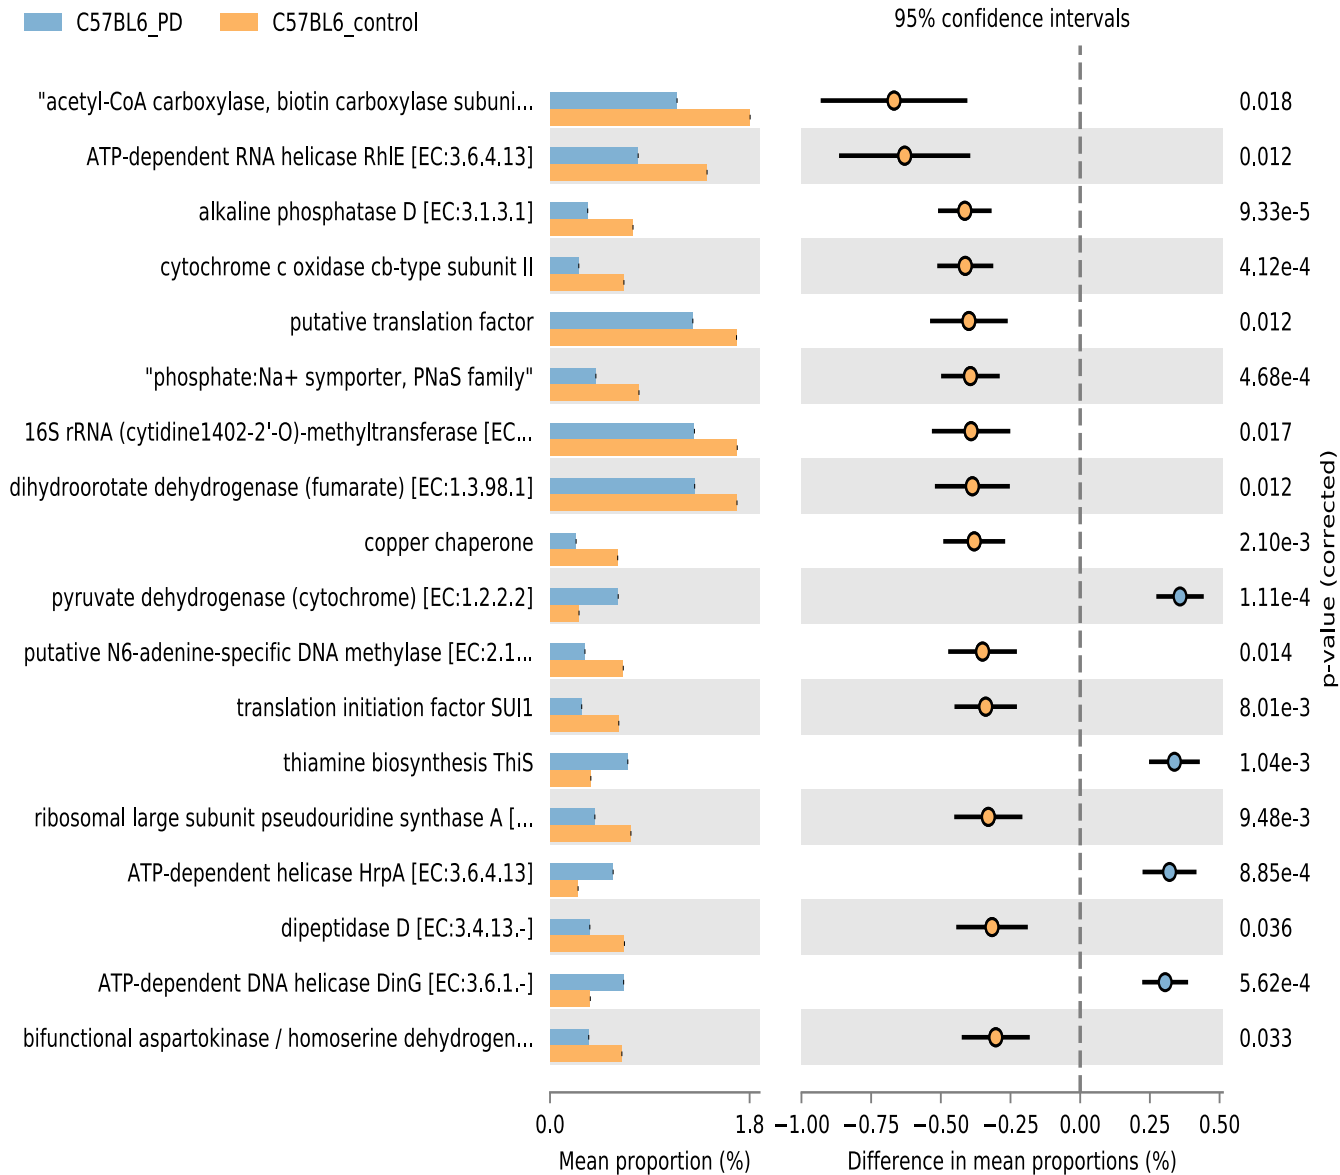 C57BL6_PD
C57BL6_control
95% confidence intervals
"acetyl-CoA carboxylase, biotin carboxylase subuni...
0.018
ATP-dependent RNA helicase RhlE [EC:3.6.4.13]
0.012
alkaline phosphatase D [EC:3.1.3.1]
9.33e-5
cytochrome c oxidase cb-type subunit II
4.12e-4
putative translation factor
0.012
"phosphate:Na+ symporter, PNaS family"
4.68e-4
16S rRNA (cytidine1402-2'-O)-methyltransferase [EC...
0.017
dihydroorotate dehydrogenase (fumarate) [EC:1.3.98.1]
0.012
copper chaperone
2.10e-3
pyruvate dehydrogenase (cytochrome) [EC:1.2.2.2]
1.11e-4
putative N6-adenine-specific DNA methylase [EC:2.1...
0.014
translation initiation factor SUI1
8.01e-3
thiamine biosynthesis ThiS
1.04e-3
ribosomal large subunit pseudouridine synthase A [...
9.48e-3
ATP-dependent helicase HrpA [EC:3.6.4.13]
8.85e-4
dipeptidase D [EC:3.4.13.-]
0.036
ATP-dependent DNA helicase DinG [EC:3.6.1.-]
5.62e-4
bifunctional aspartokinase / homoserine dehydrogen...
0.033
p-value (corrected)
0.0 1.8
−1.00 −0.75 −0.50 −0.25 0.00 0.25 0.50
Mean proportion (%)
Difference in mean proportions (%)